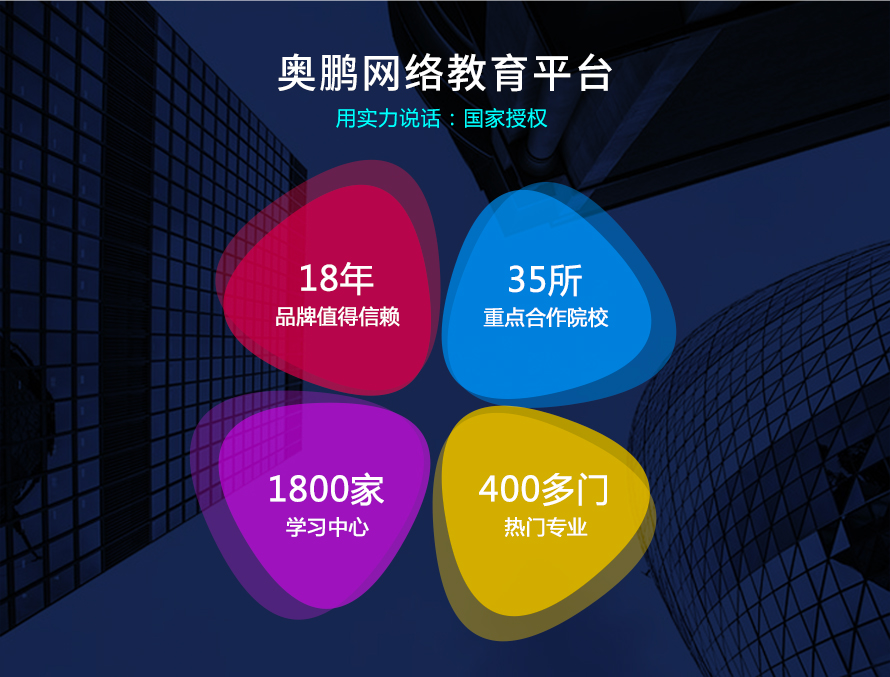 奥鹏网络教育平台
用实力说话：国家授权
18年
品牌值得信赖
35所
重点合作院校
1800家
学习中心
400多门
热门专业